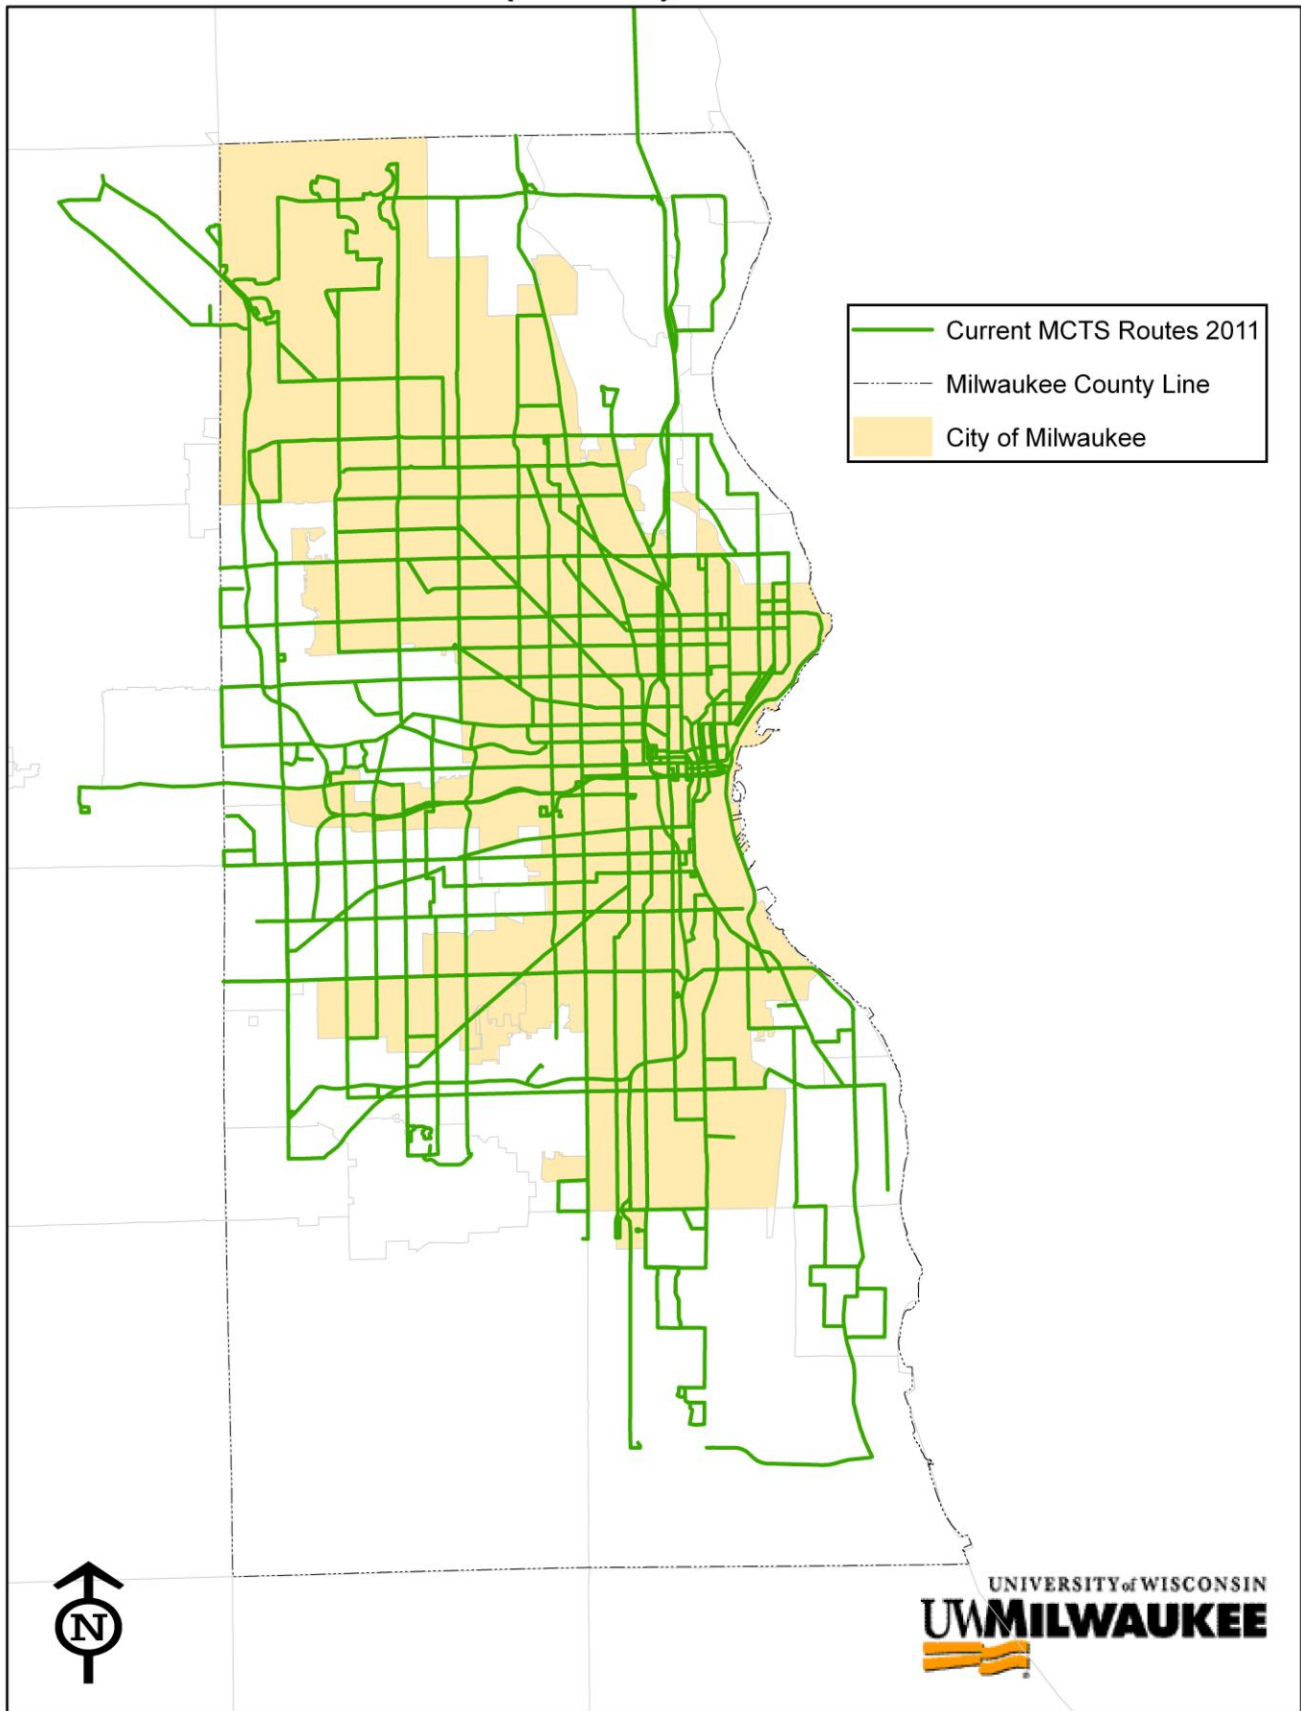 Current MCTS Routes 2011
Milwaukee County Line
City of Milwaukee
N
UNIVERSITY of WISCONSIN
UWMILWAUKEE